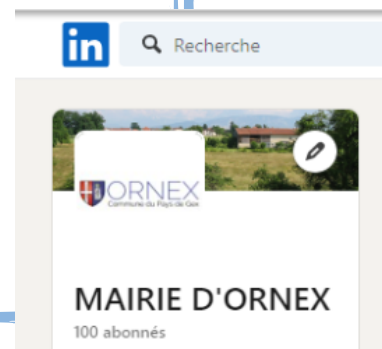 in
Recherche
ORNEX
Commune du Pays de Gex
MAIRIE D'ORNEX
100 abonnés